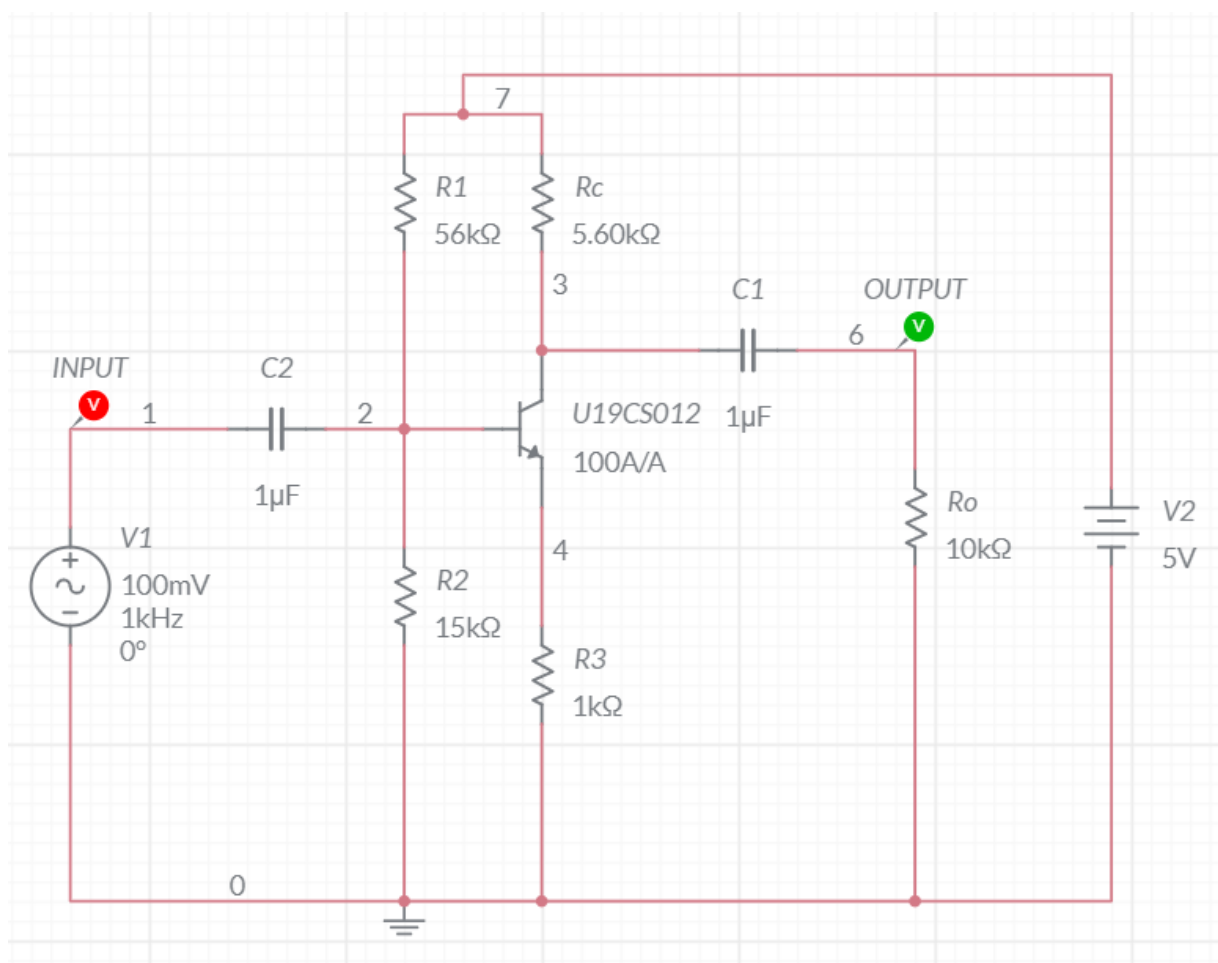 7
R1
56kΩ
Rc
5.60kΩ
3
C1
1μF
OUTPUT
V
6
INPUT
V
1
C2
1μF
2
U19CS012
100A/A
4
V1
+
−
100mV
1kHz
0°
R2
15kΩ
R3
1kΩ
Ro
10kΩ
V2
5V
0